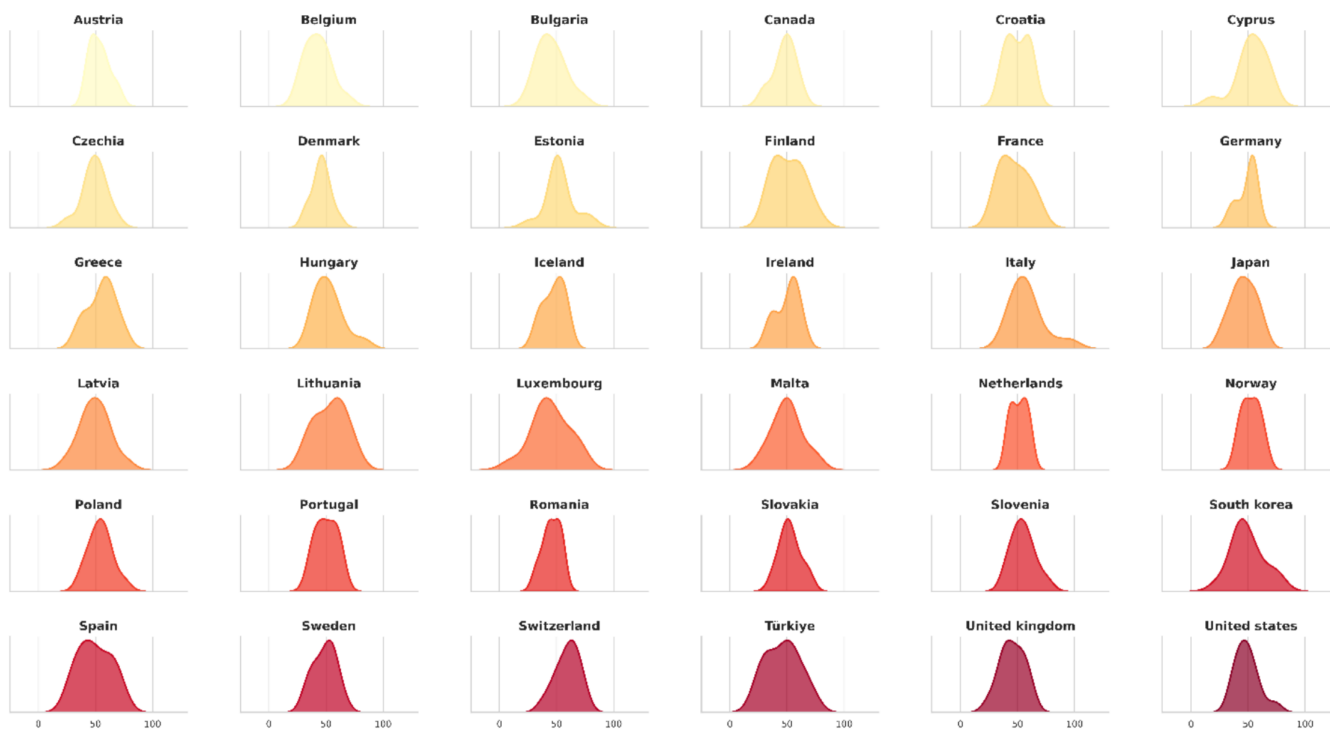 Austria Belgium Bulgaria Canada Croatia Cyprus
Czechia Denmark Estonia Finland France Germany
Greece Hungary Iceland Ireland Italy Japan
Latvia Lithuania Luxembourg Malta Netherlands Norway
Poland Portugal Romania Slovakia Slovenia South korea
Spain Sweden Switzerland Türkiye United kingdom United states
0 50 100 0 50 100 0 50 100 0 50 100 0 50 100 0 50 100